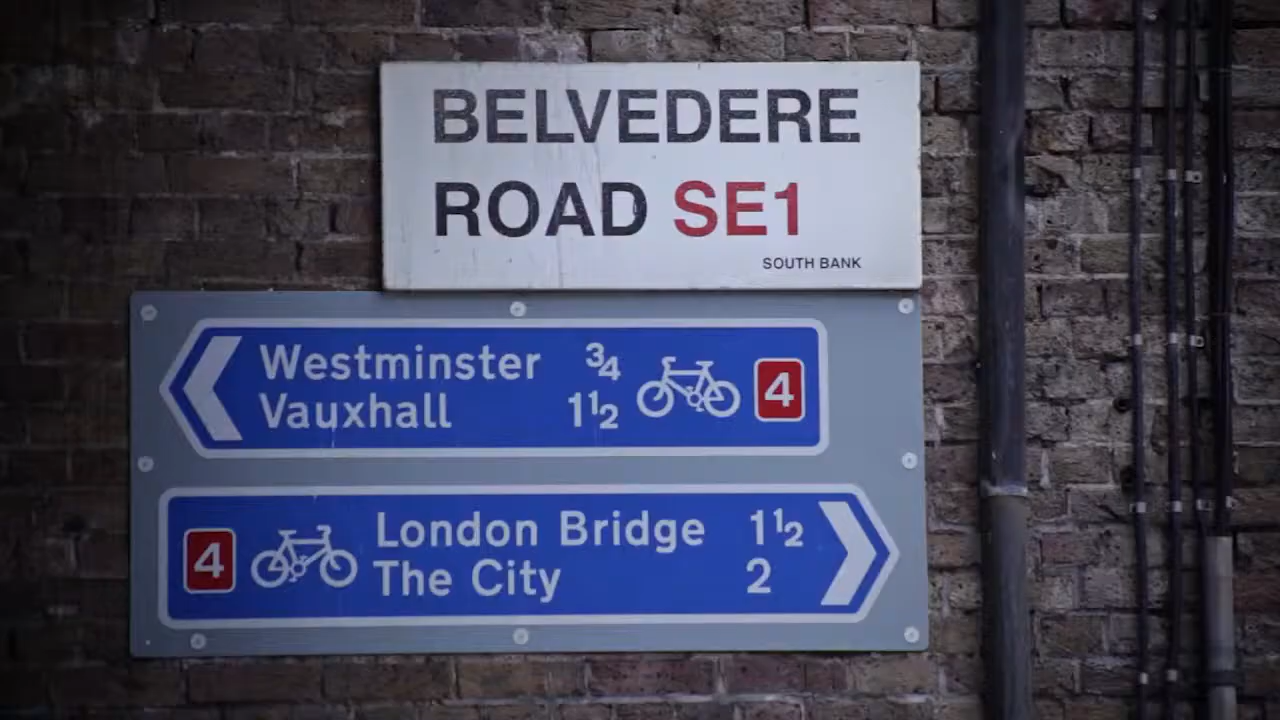 BELVEDERE
ROAD SE1
SOUTH BANK
Westminster ¾ 4
Vauxhall 1½
4 London Bridge 1½
The City 2